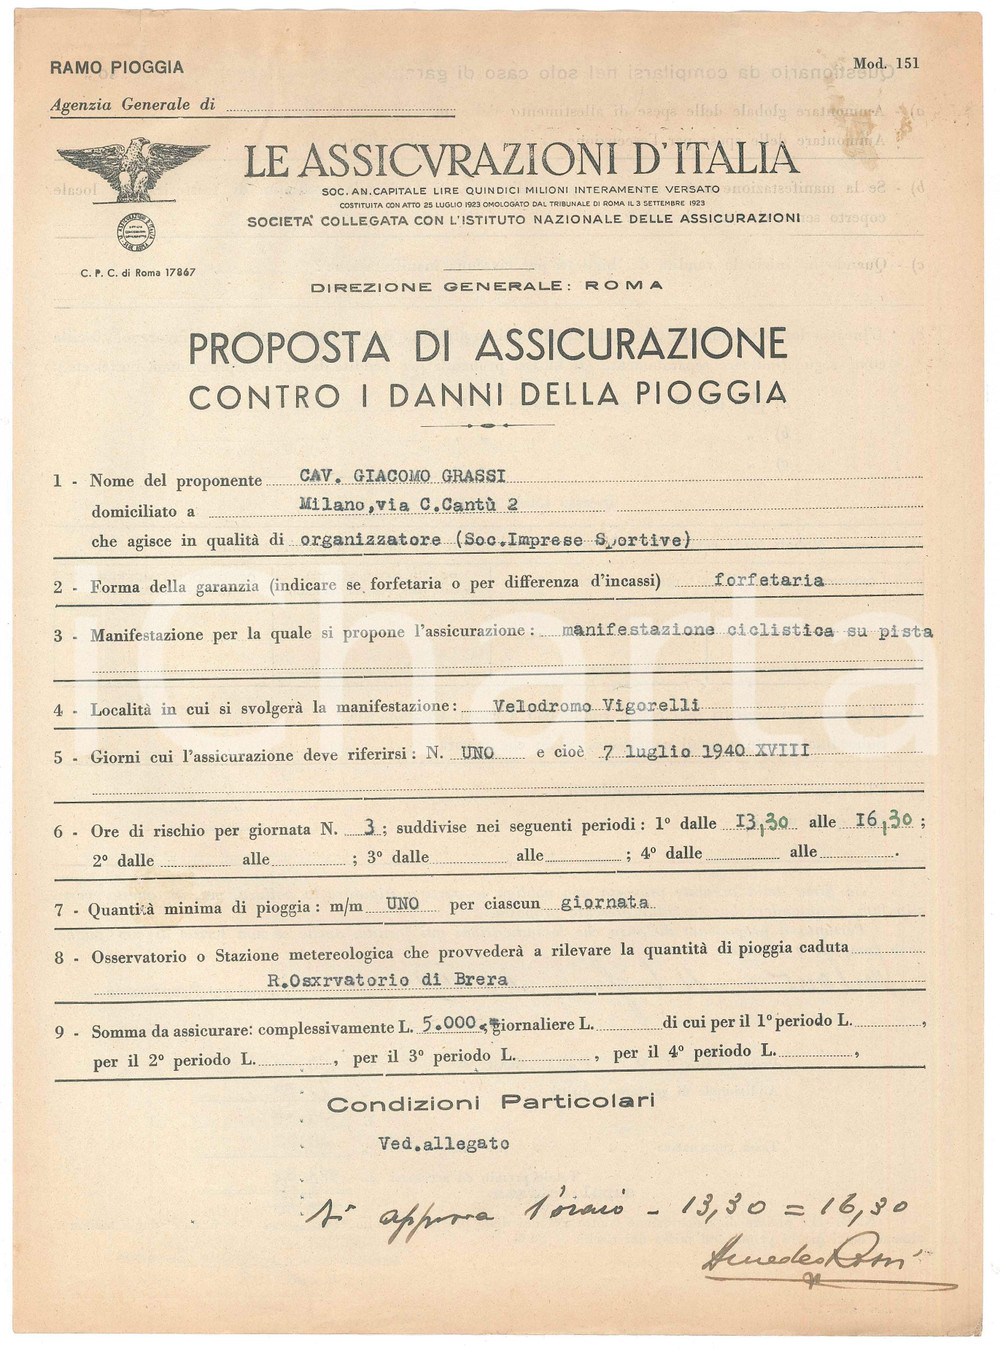 RAMO PIOGGIA
Mod. 151
Agenzia Generale di
LE ASSICVRAZIONI D'ITALIA
SOC. AN. CAPITALE LIRE QUINDICI MILIONI INTERAMENTE VERSATO
COSTITUITA CON ATTO 25 LUGLIO 1923 OMOLOGATO DAL TRIBUNALE DI ROMA IL 3 SETTEMBRE 1923
SOCIETA' COLLEGATA CON L'ISTITUTO NAZIONALE DELLE ASSICURAZIONI
C. P. C. di Roma 17867
DIREZIONE GENERALE: ROMA
PROPOSTA DI ASSICURAZIONE
CONTRO I DANNI DELLA PIOGGIA
1 - Nome del proponente CAV. GIACOMO GRASSI
domiciliato a Milano,via C.Cantù 2
che agisce in qualità di organizzatore (Soc.Imprese Sportive)
2 - Forma della garanzia (indicare se forfetaria o per differenza d'incassi) forfetaria
3 - Manifestazione per la quale si propone l'assicurazione: manifestazione ciclistica su pista
4 - Località in cui si svolgerà la manifestazione: Velodromo Vigorelli
5 - Giorni cui l'assicurazione deve riferirsi: N. UNO e cioè 7 luglio 1940 XVIII
6 - Ore di rischio per giornata N. 3; suddivise nei seguenti periodi: 1° dalle 13,30 alle 16,30;
2° dalle alle ; 3° dalle alle ; 4° dalle alle .
7 - Quantità minima di pioggia: m/m UNO per ciascun giornata
8 - Osservatorio o Stazione metereologica che provvederà a rilevare la quantità di pioggia caduta
R.Osxrvatorio di Brera
9 - Somma da assicurare: complessivamente L. 5.000.= giornaliere L. di cui per il 1° periodo L. ,
per il 2° periodo L. , per il 3° periodo L. , per il 4° periodo L. ,
Condizioni Particolari
Ved.allegato
si approva l'orario - 13,30 = 16,30
iCharta